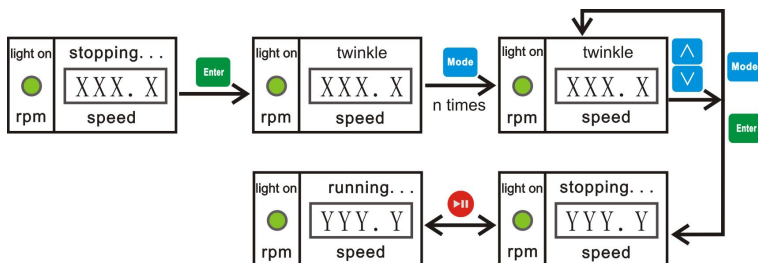 light on
stopping...
XXX. X
rpm
speed
Enter
light on
twinkle
XXX. X
rpm
speed
Mode
n times
light on
twinkle
XXX. X
rpm
speed
Mode
Enter
light on
running...
YYY. Y
rpm
speed
light on
stopping...
YYY. Y
rpm
speed